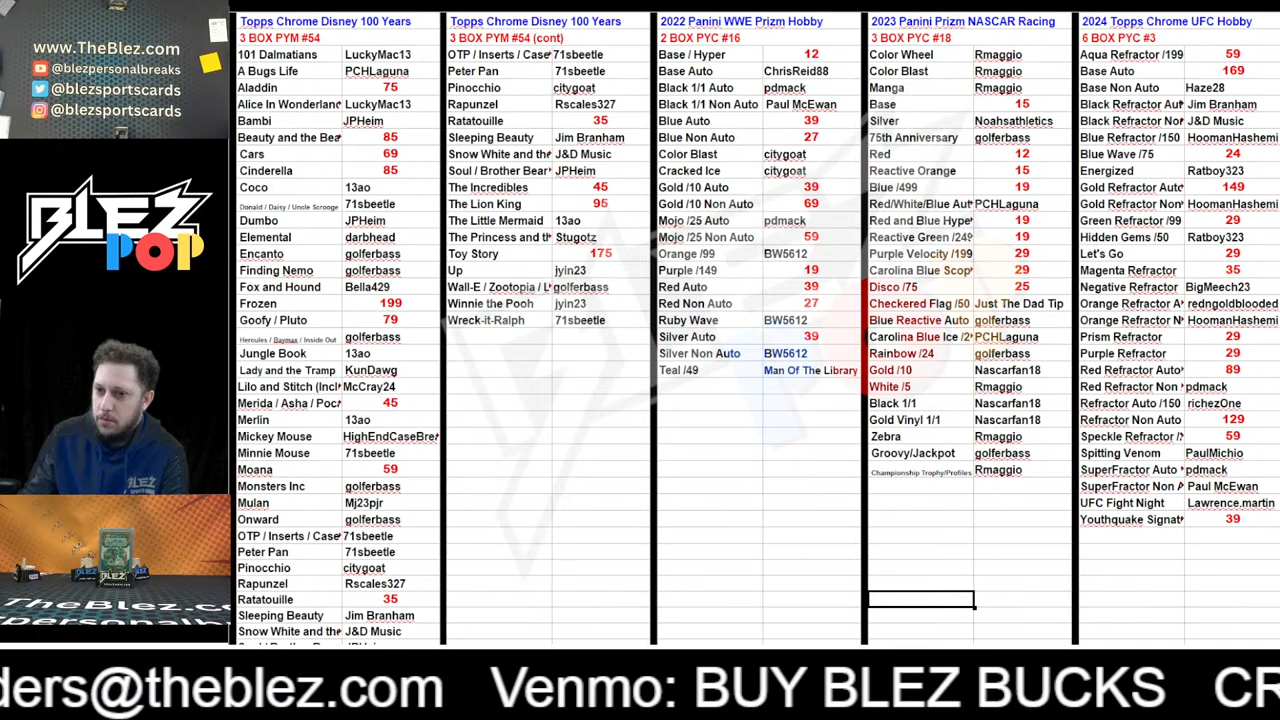 www.TheBlez.com
@blezpersonalbreaks
@blezsportscards
BLEZ
POP
Topps Chrome Disney 100 Years
3 BOX PYM #54
101 Dalmatians LuckyMac13
A Bugs Life PCHLaguna
Aladdin 75
Alice In Wonderlan LuckyMac13
Bambi JPHeim
Beauty and the Bea 85
Cars 69
Cinderella 85
Coco 13ao
Donald / Daisy / Uncle Scrooge 71sbeetle
Dumbo JPHeim
Elemental darbhead
Encanto golferbass
Finding Nemo golferbass
Fox and Hound Bella429
Frozen 199
Goofy / Pluto 79
Hercules / Baymax / Inside Out golferbass
Jungle Book 13ao
Lady and the Tramp KunDawg
Lilo and Stitch (Incl McCray24
Merida / Asha / Poc 45
Merlin 13ao
Mickey Mouse HighEndCaseBre
Minnie Mouse 71sbeetle
Moana 59
Monsters Inc golferbass
Mulan Mj23pjr
Onward golferbass
OTP / Inserts / Case 71sbeetle
Peter Pan 71sbeetle
Pinocchio citygoat
Rapunzel Rscales327
Ratatouille 35
Sleeping Beauty Jim Branham
Snow White and the J&D Music
Topps Chrome Disney 100 Years
3 BOX PYM #54 (cont)
OTP / Inserts / Case 71sbeetle
Peter Pan 71sbeetle
Pinocchio citygoat
Rapunzel Rscales327
Ratatouille 35
Sleeping Beauty Jim Branham
Snow White and the J&D Music
Soul / Brother Bear JPHeim
The Incredibles 45
The Lion King 95
The Little Mermaid 13ao
The Princess and th Stugotz
Toy Story 175
Up jyin23
Wall-E / Zootopia / L golferbass
Winnie the Pooh jyin23
Wreck-it-Ralph 71sbeetle
2022 Panini WWE Prizm Hobby
2 BOX PYC #16
Base / Hyper 12
Base Auto ChrisReid88
Black 1/1 Auto pdmack
Black 1/1 Non Auto Paul McEwan
Blue Auto 39
Blue Non Auto 27
Color Blast citygoat
Cracked Ice citygoat
Gold /10 Auto 39
Gold /10 Non Auto 69
Mojo /25 Auto pdmack
Mojo /25 Non Auto 59
Orange /99 BW5612
Purple /149 19
Red Auto 39
Red Non Auto 27
Ruby Wave BW5612
Silver Auto 39
Silver Non Auto BW5612
Teal /49 Man Of The Library
2023 Panini Prizm NASCAR Racing
3 BOX PYC #18
Color Wheel Rmaggio
Color Blast Rmaggio
Manga Rmaggio
Base 15
Silver Noahsathletics
75th Anniversary golferbass
Red 12
Reactive Orange 15
Blue /499 19
Red/White/Blue Aut PCHLaguna
Red and Blue Hype 19
Reactive Green /249 19
Purple Velocity /199 29
Carolina Blue Scop 29
Disco /75 25
Checkered Flag /50 Just The Dad Tip
Blue Reactive Auto golferbass
Carolina Blue Ice /2 PCHLaguna
Rainbow /24 golferbass
Gold /10 Nascarfan18
White /5 Rmaggio
Black 1/1 Nascarfan18
Gold Vinyl 1/1 Nascarfan18
Zebra Rmaggio
Groovy/Jackpot golferbass
Championship Trophy/Profiles Rmaggio
2024 Topps Chrome UFC Hobby
6 BOX PYC #3
Aqua Refractor /199 59
Base Auto 169
Base Non Auto Haze28
Black Refractor Aut Jim Branham
Black Refractor Non J&D Music
Blue Refractor /150 HoomanHashemi
Blue Wave /75 24
Energized Ratboy323
Gold Refractor Aut 149
Gold Refractor Non HoomanHashemi
Green Refractor /99 29
Hidden Gems /50 Ratboy323
Let's Go 29
Magenta Refractor 35
Negative Refractor BigMeech23
Orange Refractor A redngoldblooded
Orange Refractor N HoomanHashemi
Prism Refractor 29
Purple Refractor 29
Red Refractor Auto 89
Red Refractor Non pdmack
Refractor Auto /150 richezOne
Refractor Non Auto 129
Speckle Refractor / 59
Spitting Venom PaulMichio
SuperFractor Auto pdmack
SuperFractor Non A Paul McEwan
UFC Fight Night Lawrence.martin
Youthquake Signat 39
BLEZ
TheBlez.co
ders@theblez.com Venmo: BUY BLEZ BUCKS CR